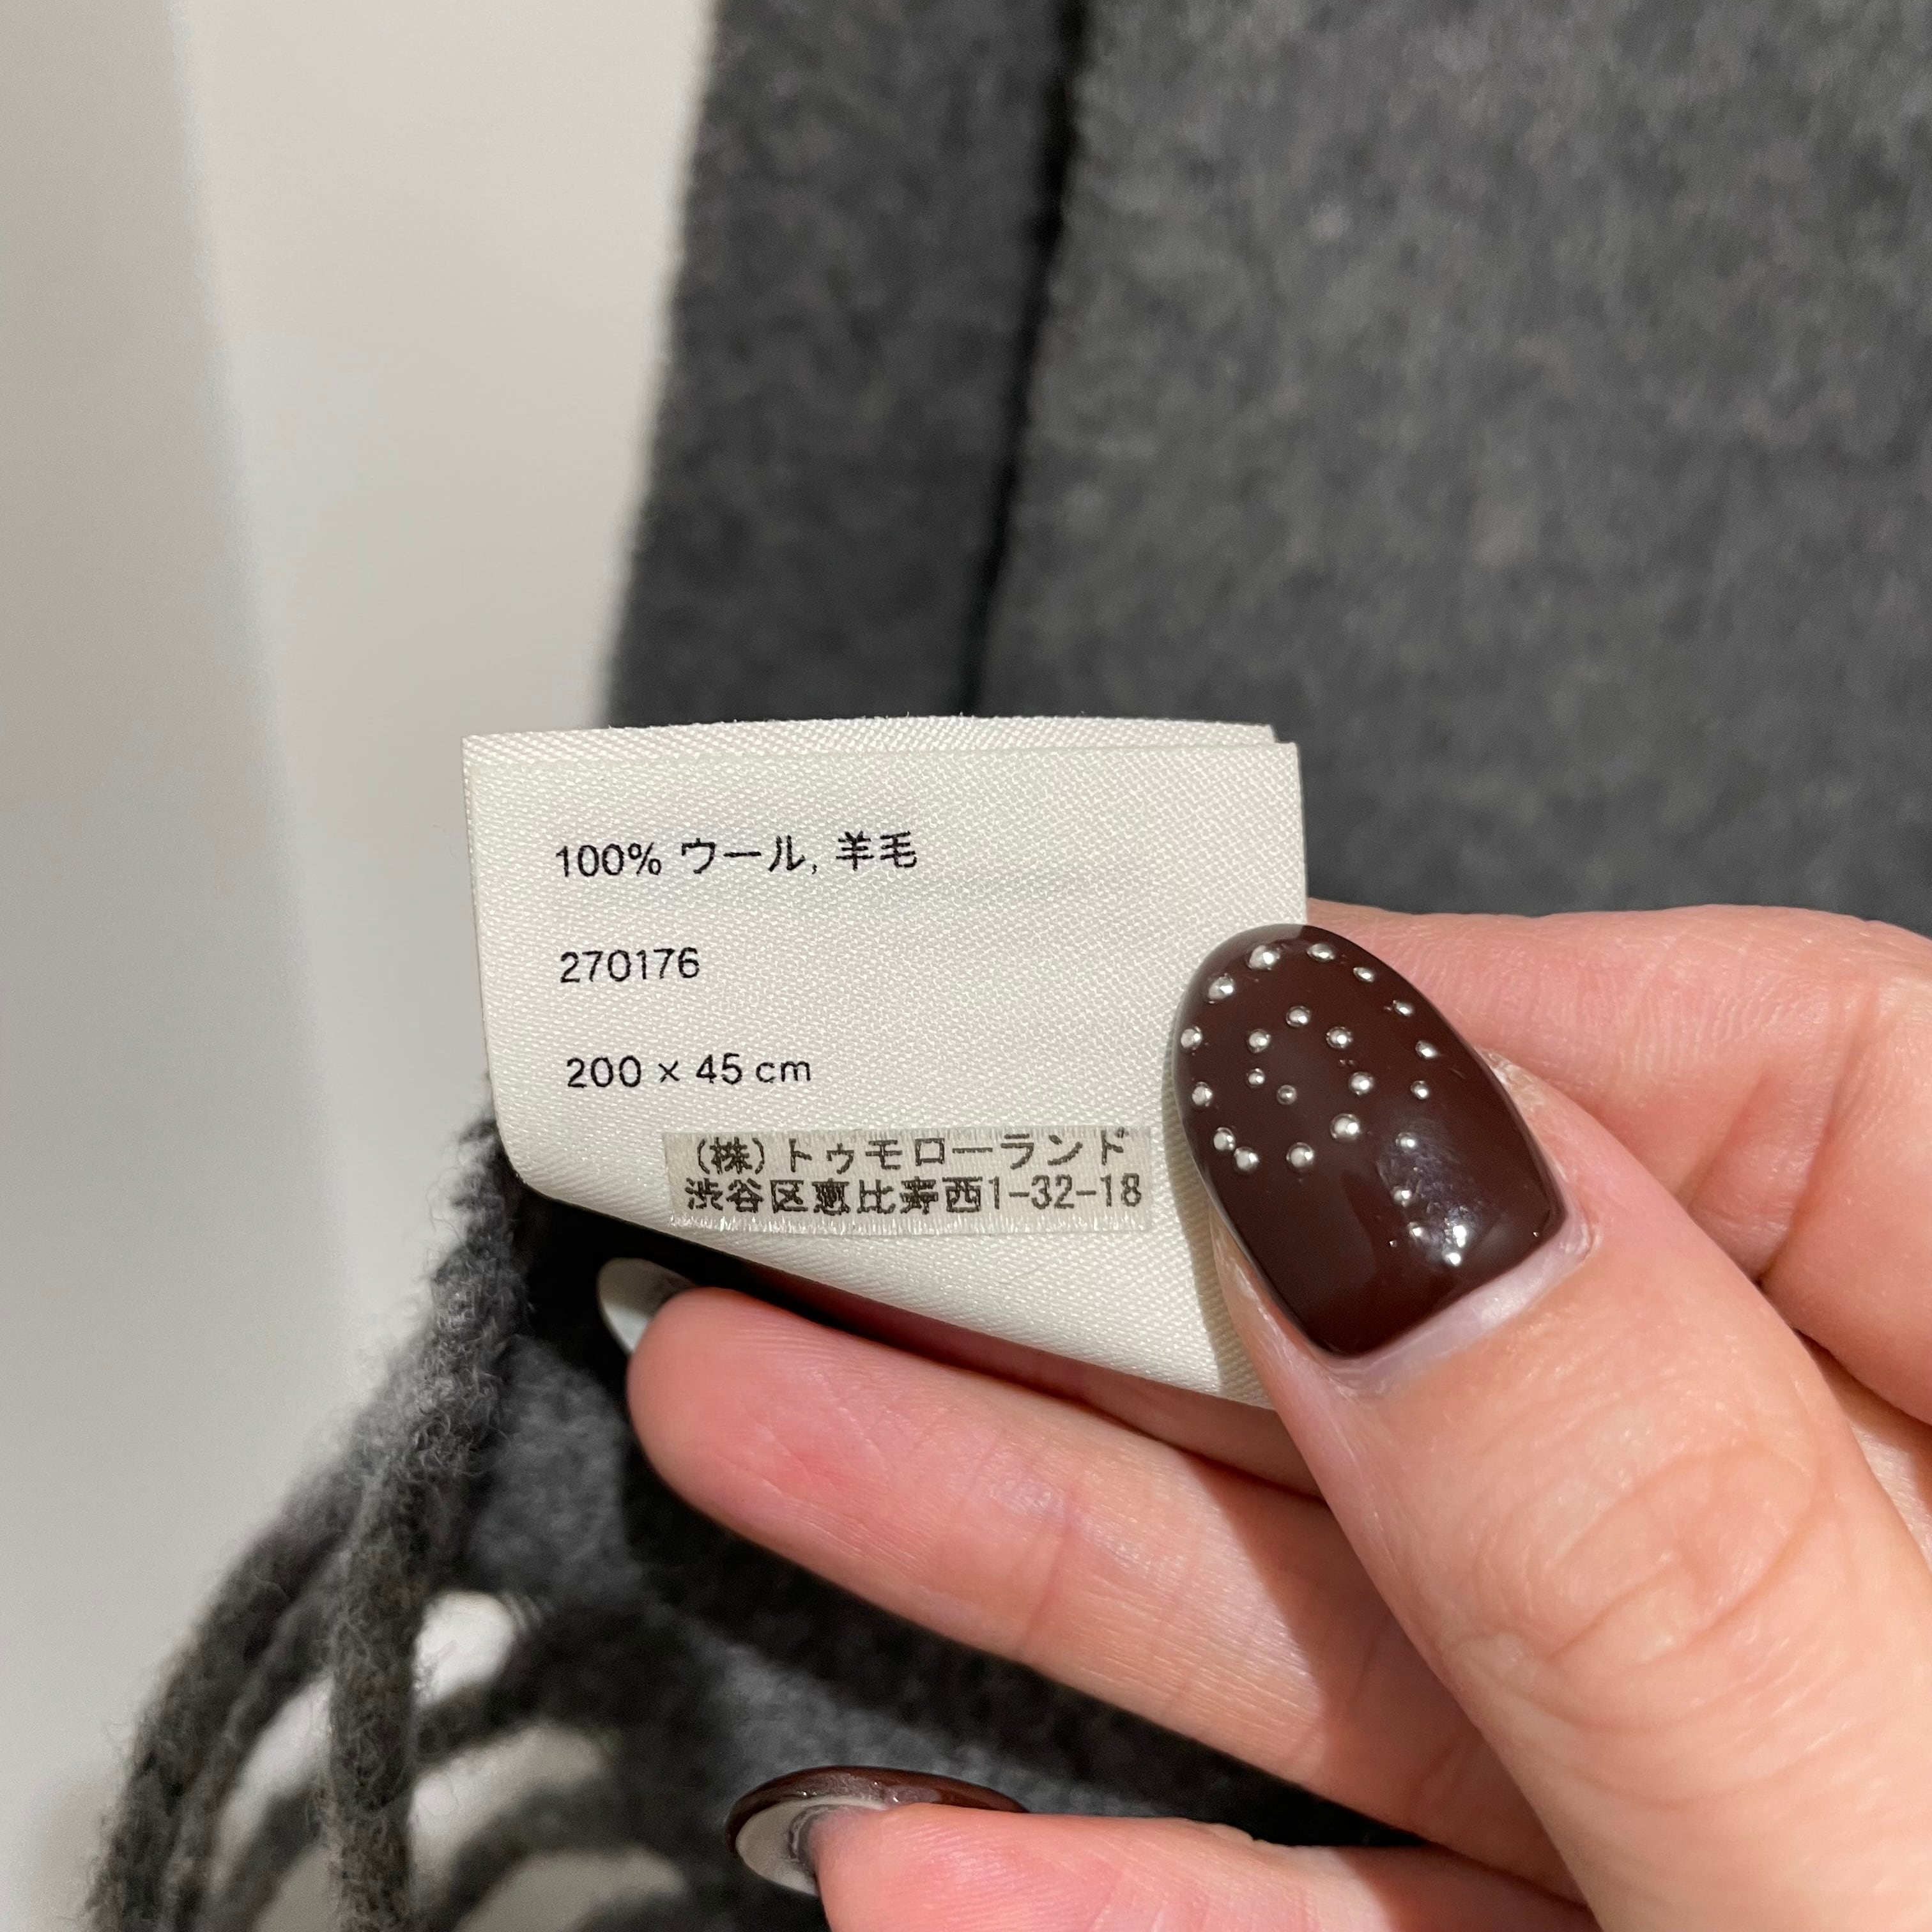 100% ウール, 羊毛
270176
200 × 45 cm
(株)トゥモローランド
渋谷区恵比寿西1-32-18